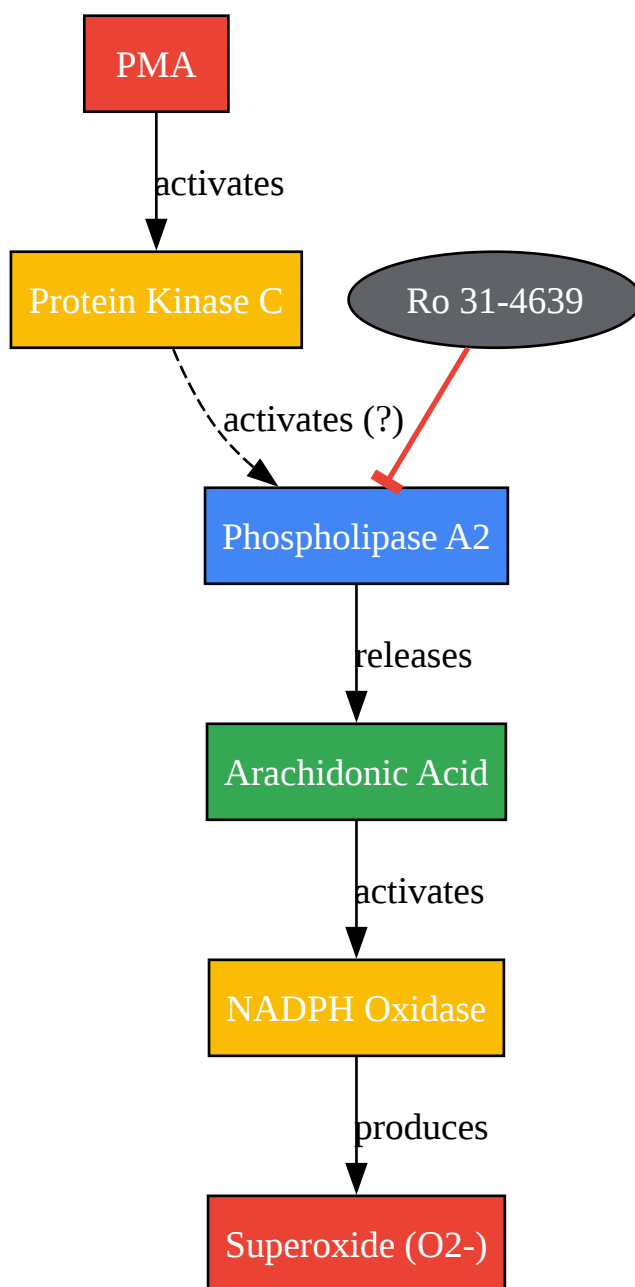 PMA
activates
Protein Kinase C
Ro 31-4639
activates (?)
Phospholipase A2
releases
Arachidonic Acid
activates
NADPH Oxidase
produces
Superoxide (O2-)